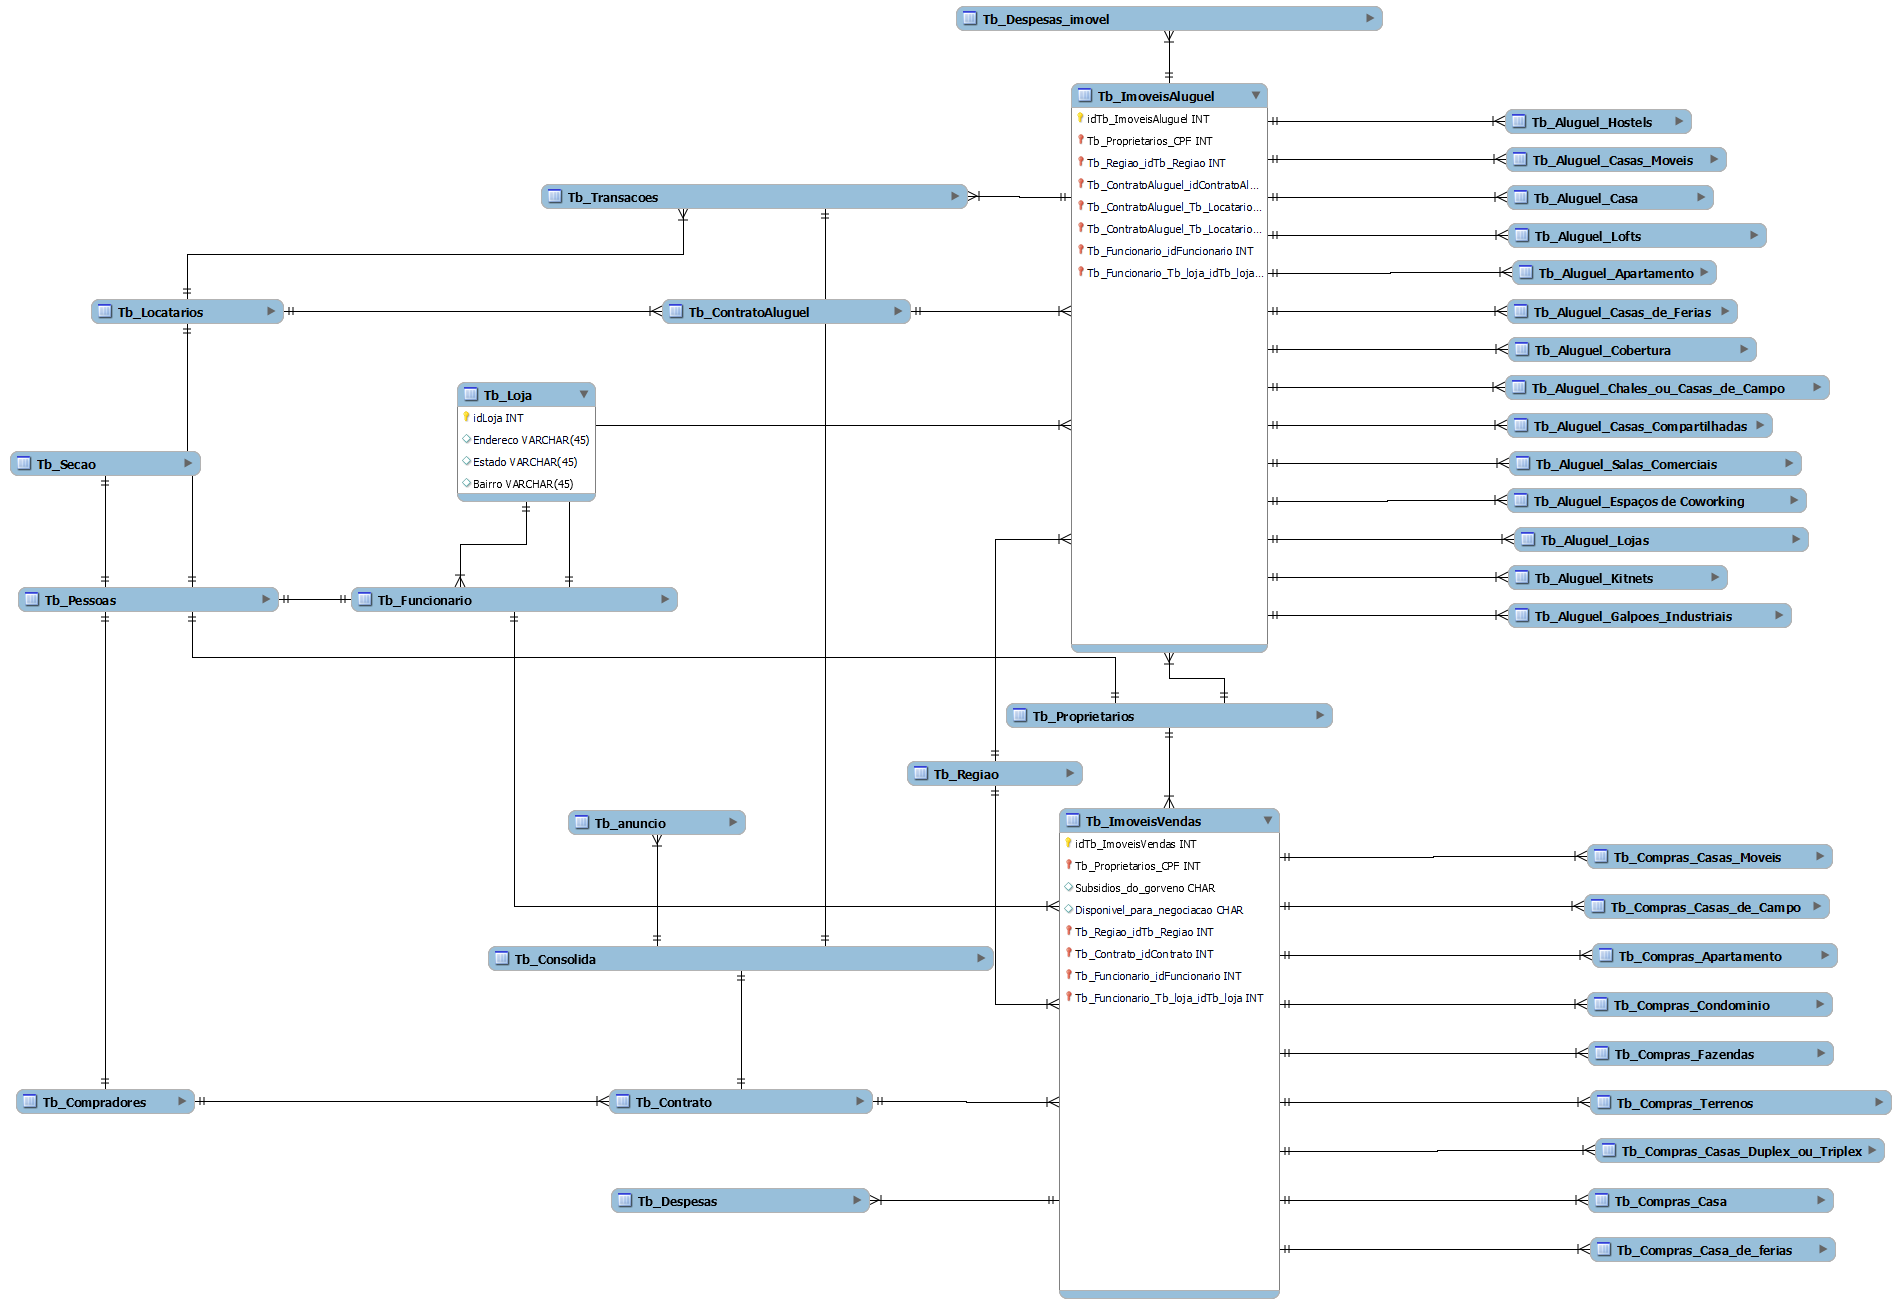 Tb_Despesas_imovel
Tb_ImoveisAluguel
idTb_ImoveisAluguel INT
Tb_Proprietarios_CPF INT
Tb_Regiao_idTb_Regiao INT
Tb_ContratoAluguel_idContratoAl...
Tb_ContratoAluguel_Tb_Locatario...
Tb_ContratoAluguel_Tb_Locatario...
Tb_Funcionario_idFuncionario INT
Tb_Funcionario_Tb_loja_idTb_loja...
Tb_Aluguel_Hostels
Tb_Aluguel_Casas_Moveis
Tb_Aluguel_Casa
Tb_Aluguel_Lofts
Tb_Aluguel_Apartamento
Tb_Aluguel_Casas_de_Ferias
Tb_Aluguel_Cobertura
Tb_Aluguel_Chales_ou_Casas_de_Campo
Tb_Aluguel_Casas_Compartilhadas
Tb_Aluguel_Salas_Comerciais
Tb_Aluguel_Espaços de Coworking
Tb_Aluguel_Lojas
Tb_Aluguel_Kitnets
Tb_Aluguel_Galpoes_Industriais
Tb_Transacoes
Tb_Locatarios
Tb_ContratoAluguel
Tb_Loja
idLoja INT
Endereco VARCHAR(45)
Estado VARCHAR(45)
Bairro VARCHAR(45)
Tb_Secao
Tb_Pessoas
Tb_Funcionario
Tb_Proprietarios
Tb_Regiao
Tb_anuncio
Tb_ImoveisVendas
idTb_ImoveisVendas INT
Tb_Proprietarios_CPF INT
Subsidios_do_gorveno CHAR
Disponivel_para_negociacao CHAR
Tb_Regiao_idTb_Regiao INT
Tb_Contrato_idContrato INT
Tb_Funcionario_idFuncionario INT
Tb_Funcionario_Tb_loja_idTb_loja INT
Tb_Consolida
Tb_Compradores
Tb_Contrato
Tb_Despesas
Tb_Compras_Casas_Moveis
Tb_Compras_Casas_de_Campo
Tb_Compras_Apartamento
Tb_Compras_Condominio
Tb_Compras_Fazendas
Tb_Compras_Terrenos
Tb_Compras_Casas_Duplex_ou_Triplex
Tb_Compras_Casa
Tb_Compras_Casa_de_ferias